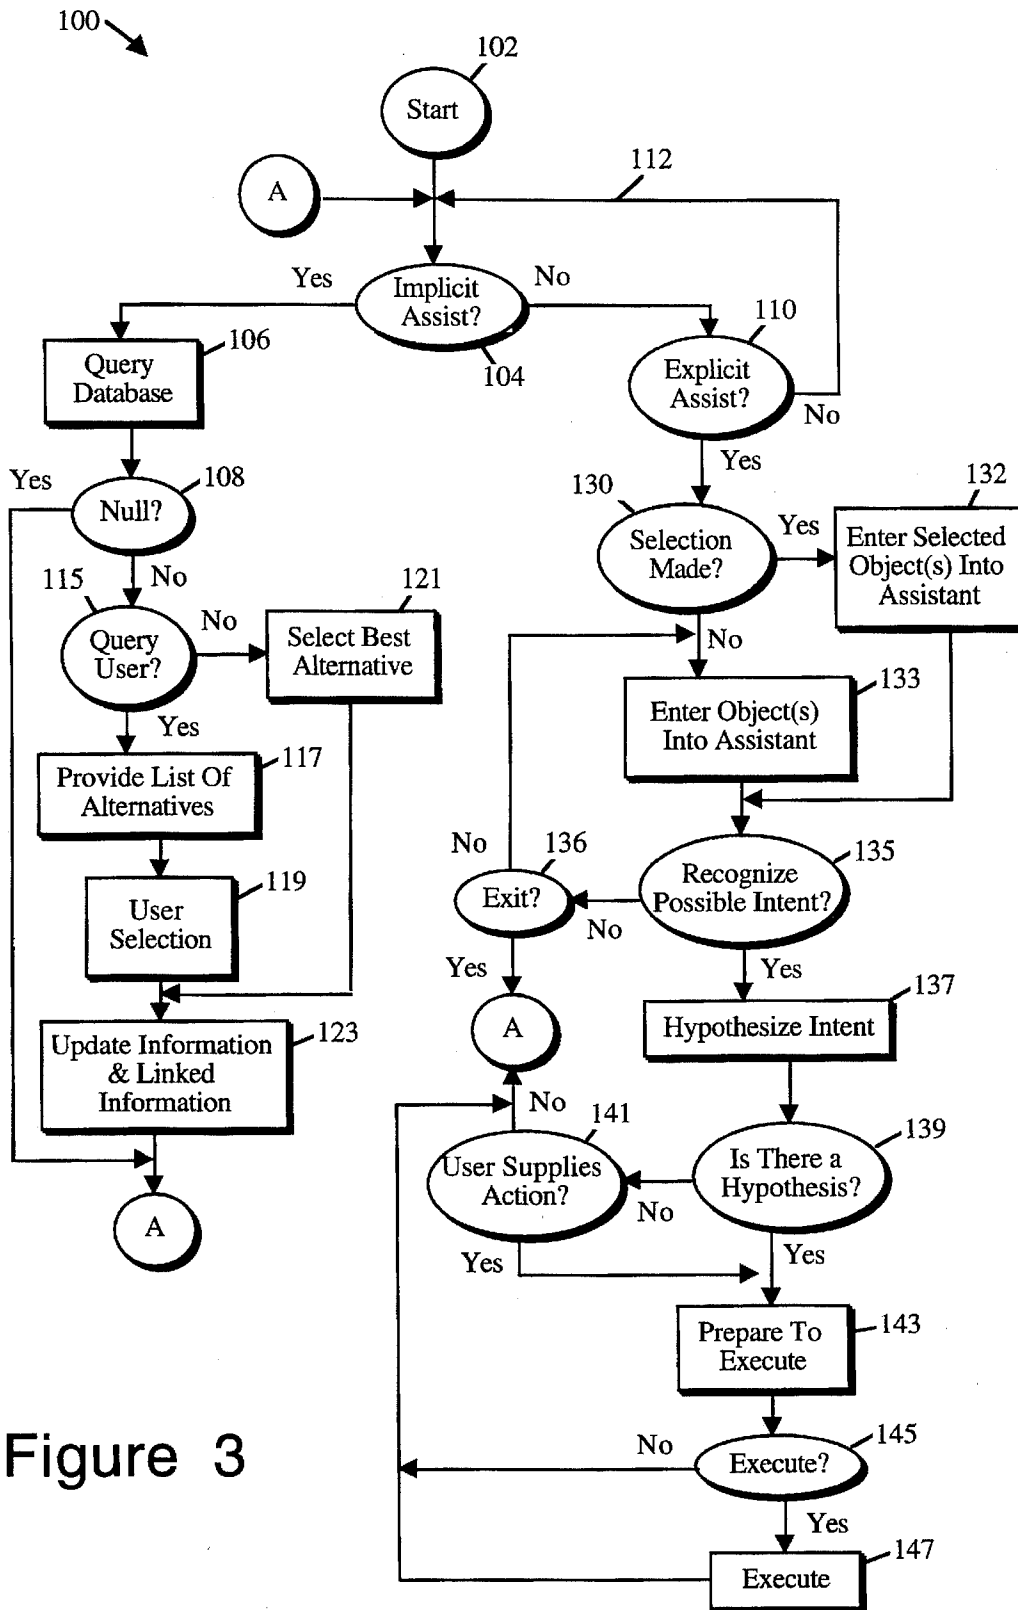 100
102
Start
A
112
Yes
Implicit
Assist?
No
104
110
Explicit
Assist?
No
Yes
106
Query
Database
Yes
108
Null?
No
115
Query
User?
No
121
Select Best
Alternative
Yes
117
Provide List Of
Alternatives
119
User
Selection
123
Update Information
& Linked
Information
A
130
Selection
Made?
Yes
132
Enter Selected
Object(s) Into
Assistant
No
133
Enter Object(s)
Into Assistant
135
Recognize
Possible Intent?
No
136
Exit?
No
Yes
A
Yes
137
Hypothesize Intent
139
Is There a
Hypothesis?
No
141
User Supplies
Action?
No
Yes
Yes
143
Prepare To
Execute
145
Execute?
No
Yes
147
Execute
Figure 3